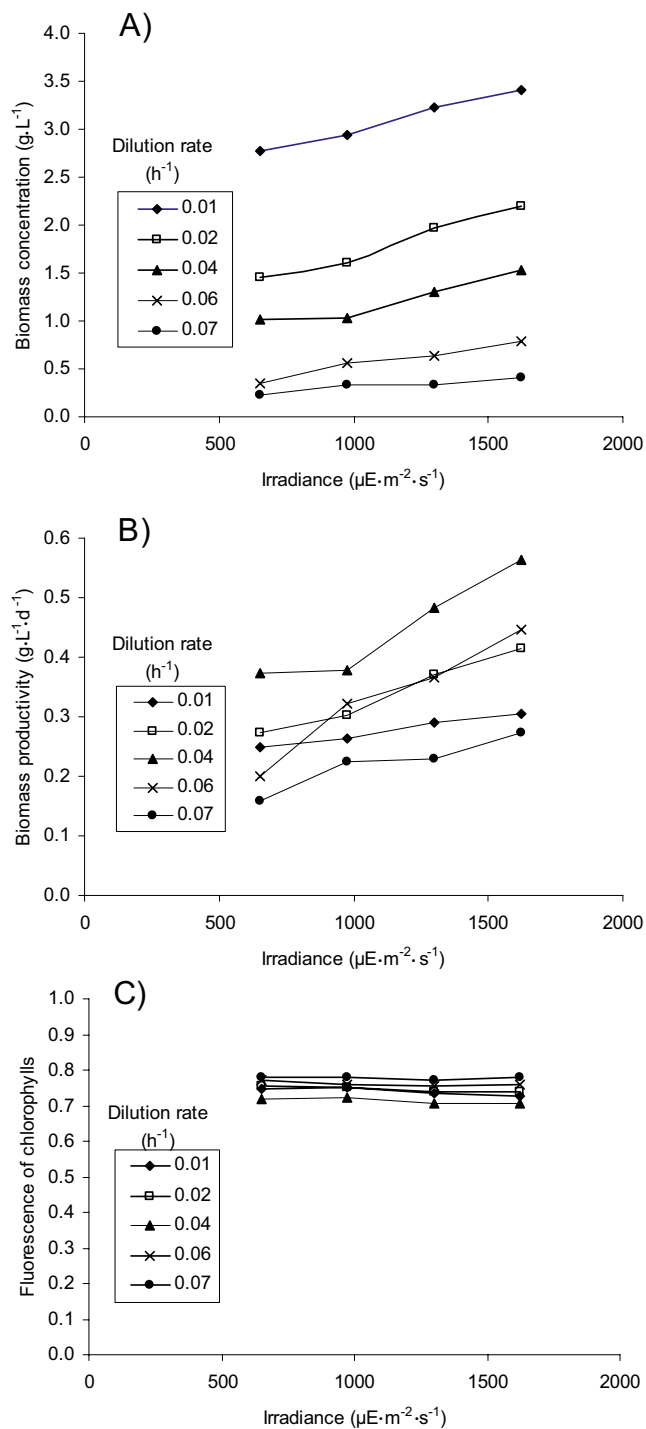 A)
4.0
3.5
3.0
2.5
2.0
1.5
1.0
0.5
0.0
Biomass concentration (g·L⁻¹)
Dilution rate
(h⁻¹)
0.01
0.02
0.04
0.06
0.07
0 500 1000 1500 2000
Irradiance (µE·m⁻²·s⁻¹)
B)
0.6
0.5
0.4
0.3
0.2
0.1
0.0
Biomass productivity (g·L⁻¹·d⁻¹)
Dilution rate
(h⁻¹)
0.01
0.02
0.04
0.06
0.07
0 500 1000 1500 2000
Irradiance (µE·m⁻²·s⁻¹)
C)
1.0
0.9
0.8
0.7
0.6
0.5
0.4
0.3
0.2
0.1
0.0
Fluorescence of chlorophylls
Dilution rate
(h⁻¹)
0.01
0.02
0.04
0.06
0.07
0 500 1000 1500 2000
Irradiance (µE·m⁻²·s⁻¹)